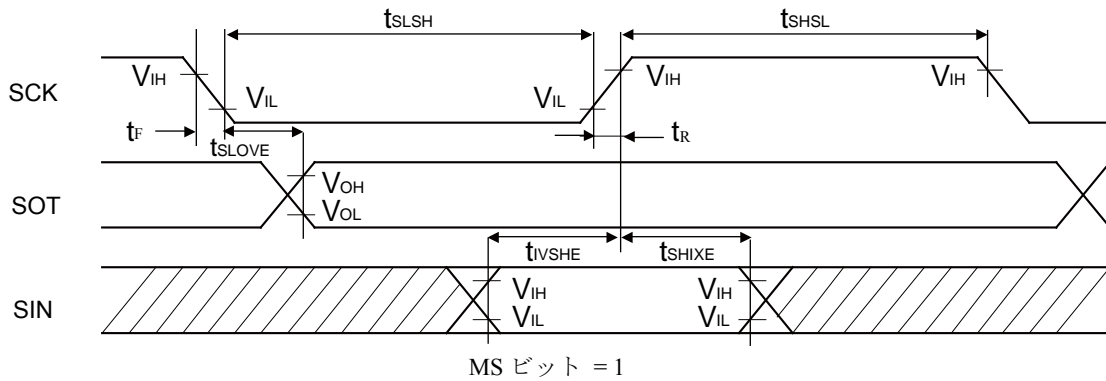 tSLSH tSHSL
SCK VIH VIL VIL VIH VIH
tF tSLOVE tR
SOT VOH
VOL
tIVSHE tSHIXE
SIN VIH VIH
VIL VIL
MS ビット = 1